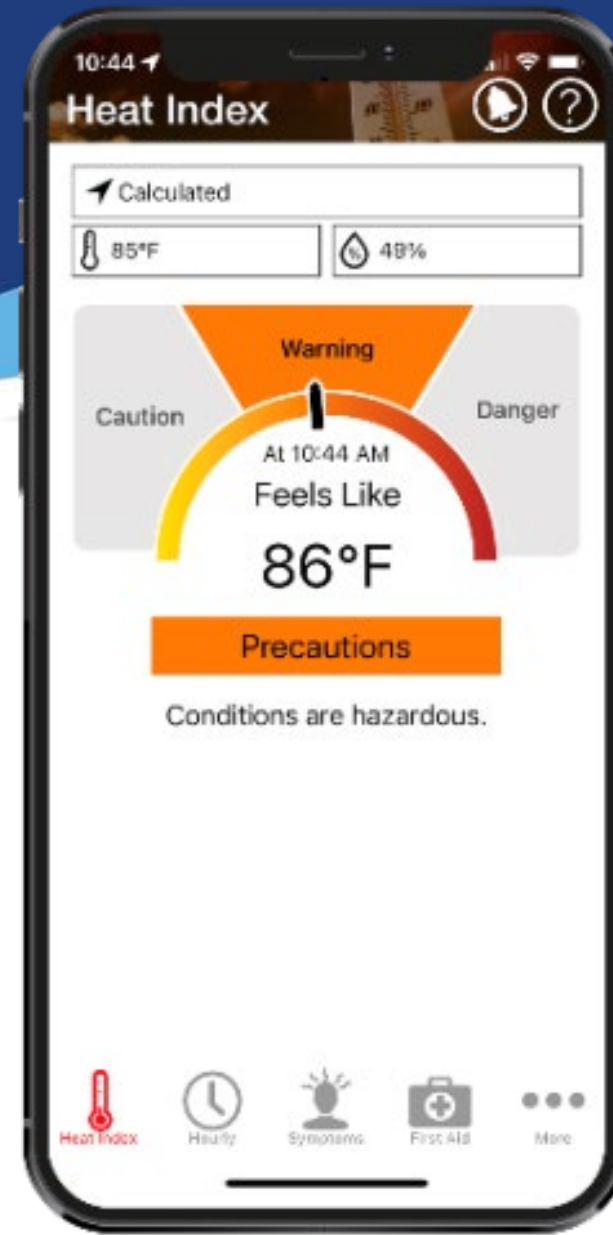 10:44
Heat Index
?
Calculated
85°F
% 49%
Warning
Caution
Danger
At 10:44 AM
Feels Like
86°F
Precautions
Conditions are hazardous.
Heat Index Hourly Symptoms First Aid More